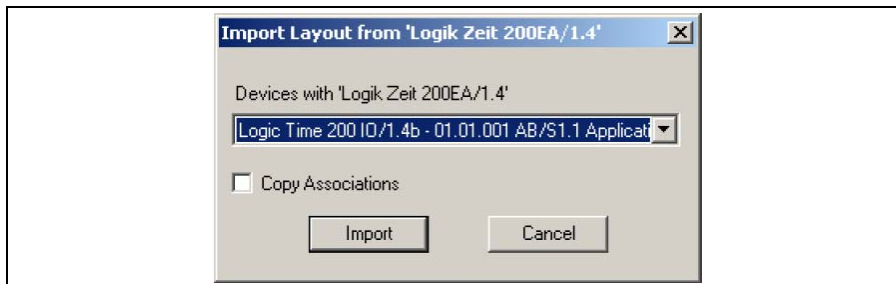 Import Layout from 'Logik Zeit 200EA/1.4'
Devices with 'Logik Zeit 200EA/1.4'
Logic Time 200 IO/1.4b - 01.01.001 AB/S1.1 Applicati
Copy Associations
Import
Cancel